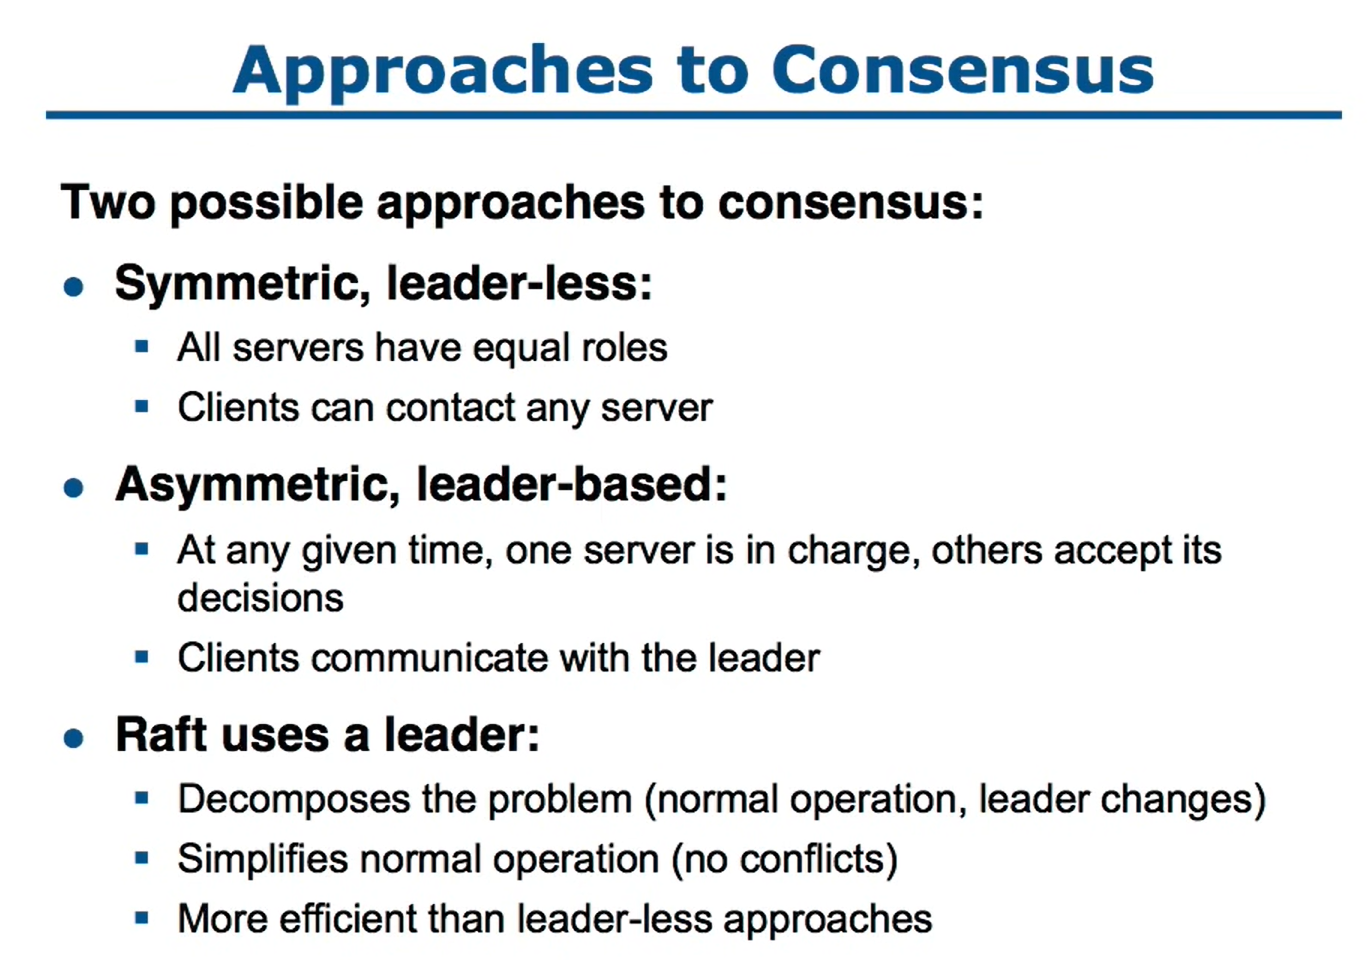 Approaches to Consensus
Two possible approaches to consensus:
● Symmetric, leader-less:
▪ All servers have equal roles
▪ Clients can contact any server
● Asymmetric, leader-based:
▪ At any given time, one server is in charge, others accept its
decisions
▪ Clients communicate with the leader
● Raft uses a leader:
▪ Decomposes the problem (normal operation, leader changes)
▪ Simplifies normal operation (no conflicts)
▪ More efficient than leader-less approaches